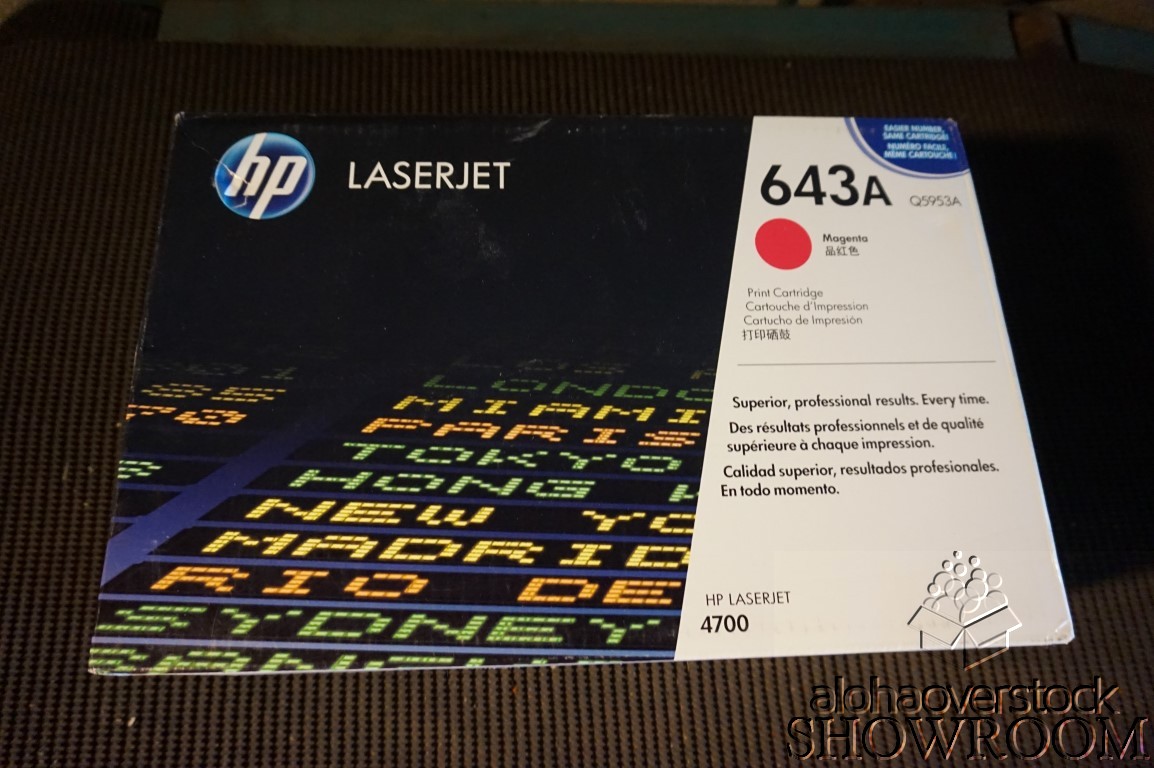 hp
LASERJET
EASIER NUMBER,
SAME CARTRIDGE!
NUMÉRO FACILE,
MÊME CARTOUCHE!
643A
Q5953A
Magenta
品紅色
Print Cartridge
Cartouche d'Impression
Cartucho de Impresión
打印硒鼓
Superior, professional results. Every time.
Des résultats professionnels et de qualité
supérieure à chaque impression.
Calidad superior, resultados profesionales.
En todo momento.
LONDO
MIAMI
PARIS
TOKYO
HONG K
NEW YO
MADRID
RIO DE
SYDNEY
HP LASERJET
4700
alohaoverstock
SHOWROOM